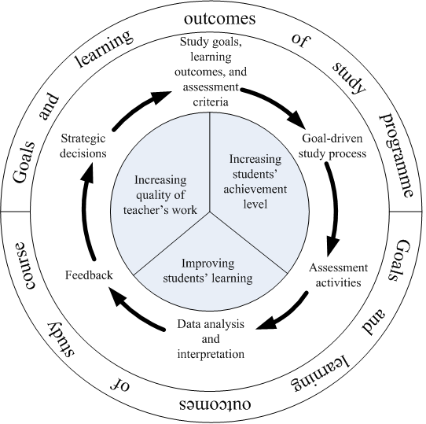 Goals and learning outcomes of study programme
Study goals,
learning
outcomes, and
assessment
criteria
Goal-driven
study process
Assessment
activities
Data analysis
and
interpretation
Feedback
Strategic
decisions
Increasing
quality of
teacher's work
Increasing
students'
achievement
level
Improving
students' learning
Goals and learning outcomes of study course